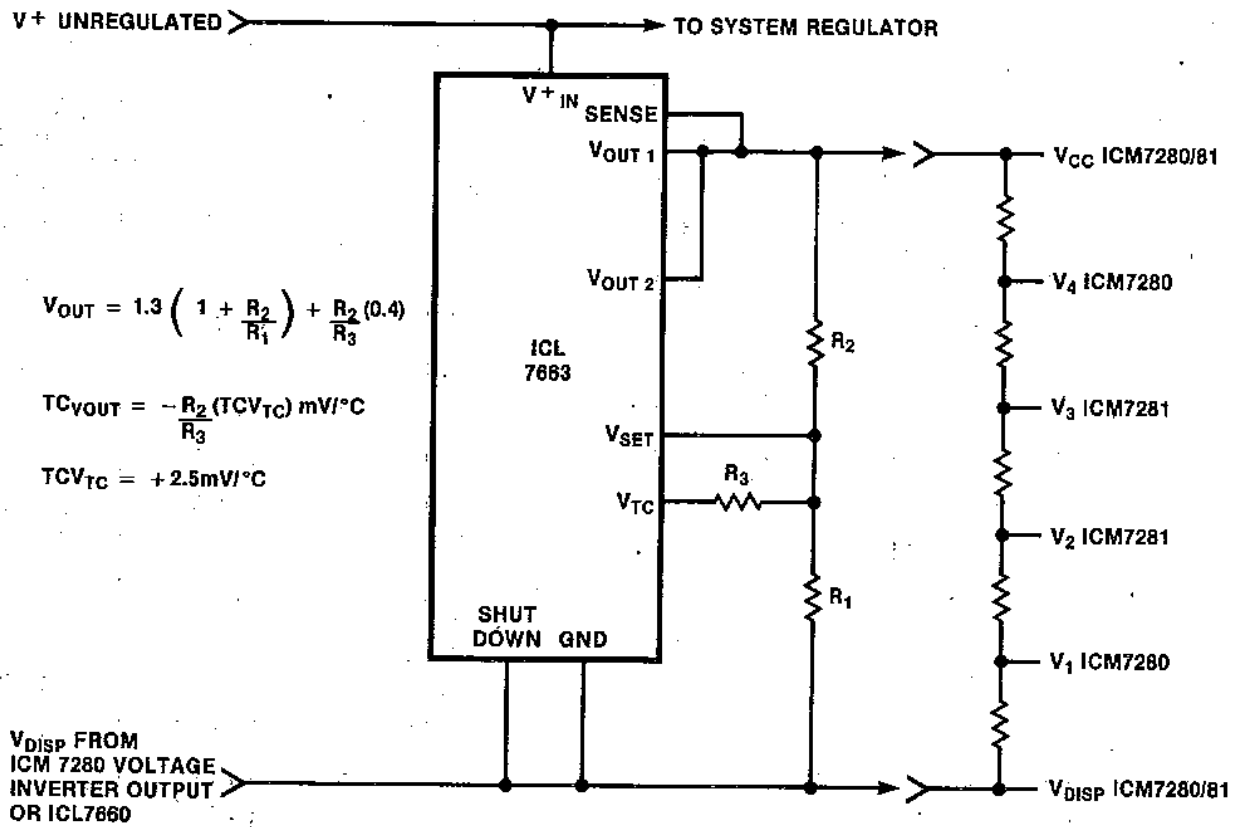 V+ UNREGULATED
TO SYSTEM REGULATOR
V+ IN
SENSE
VOUT 1
VCC ICM7280/81
VOUT 2
V4 ICM7280
VOUT = 1.3 ( 1 + R2/R1 ) + R2/R3 (0.4)
R2
ICL
7663
TCVOUT = −R2/R3 (TCVTC) mV/°C
V3 ICM7281
VSET
TCVTC = +2.5mV/°C
R3
VTC
V2 ICM7281
R1
SHUT
DOWN
GND
V1 ICM7280
VDISP FROM
ICM 7280 VOLTAGE
INVERTER OUTPUT
OR ICL7660
VDISP ICM7280/81